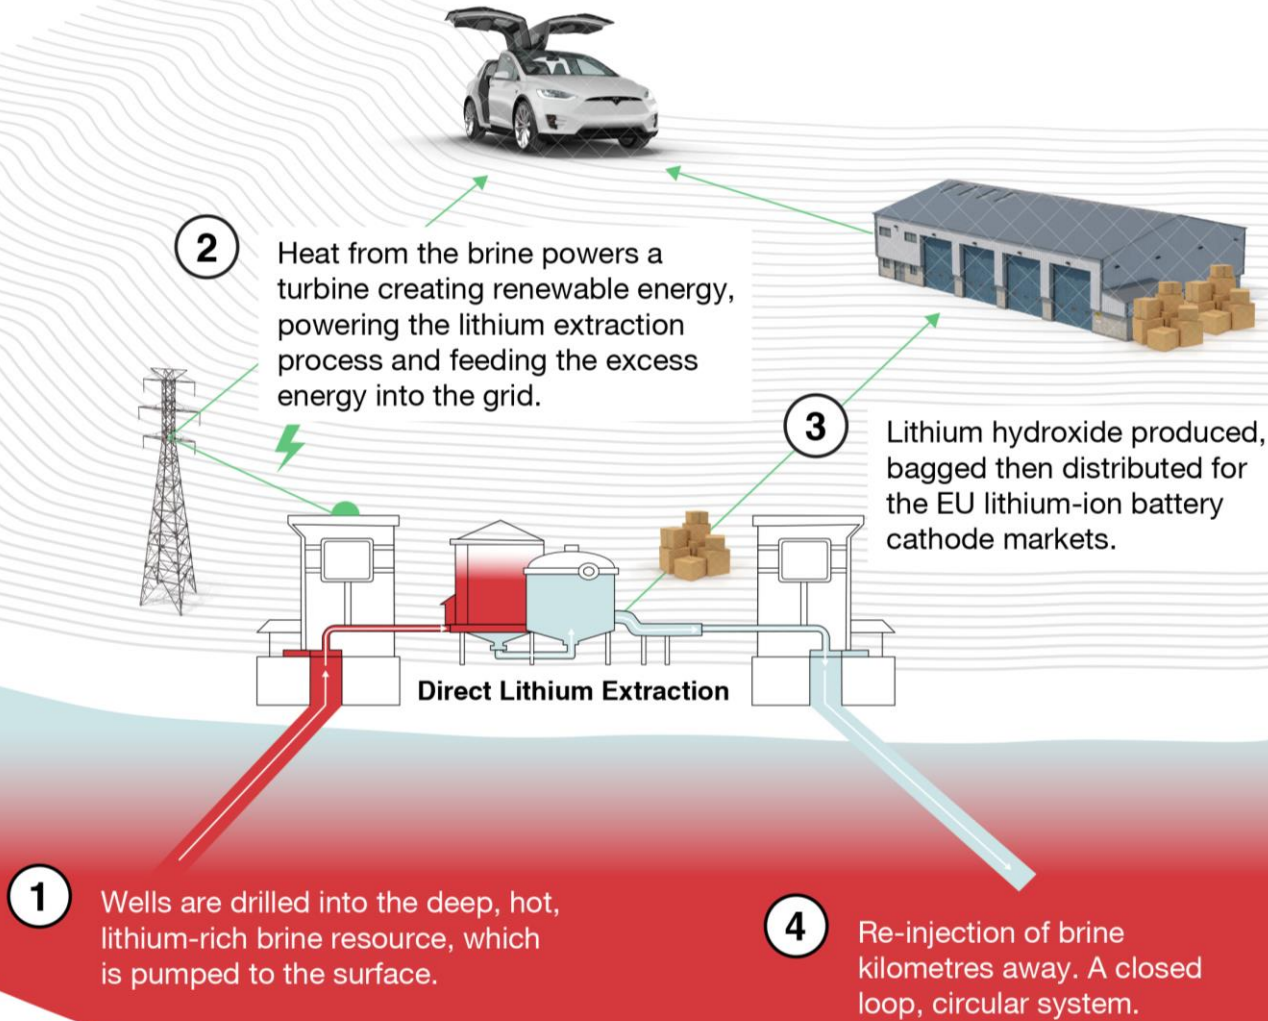 2
Heat from the brine powers a
turbine creating renewable energy,
powering the lithium extraction
process and feeding the excess
energy into the grid.
3
Lithium hydroxide produced,
bagged then distributed for
the EU lithium-ion battery
cathode markets.
Direct Lithium Extraction
1
Wells are drilled into the deep, hot,
lithium-rich brine resource, which
is pumped to the surface.
4
Re-injection of brine
kilometres away. A closed
loop, circular system.